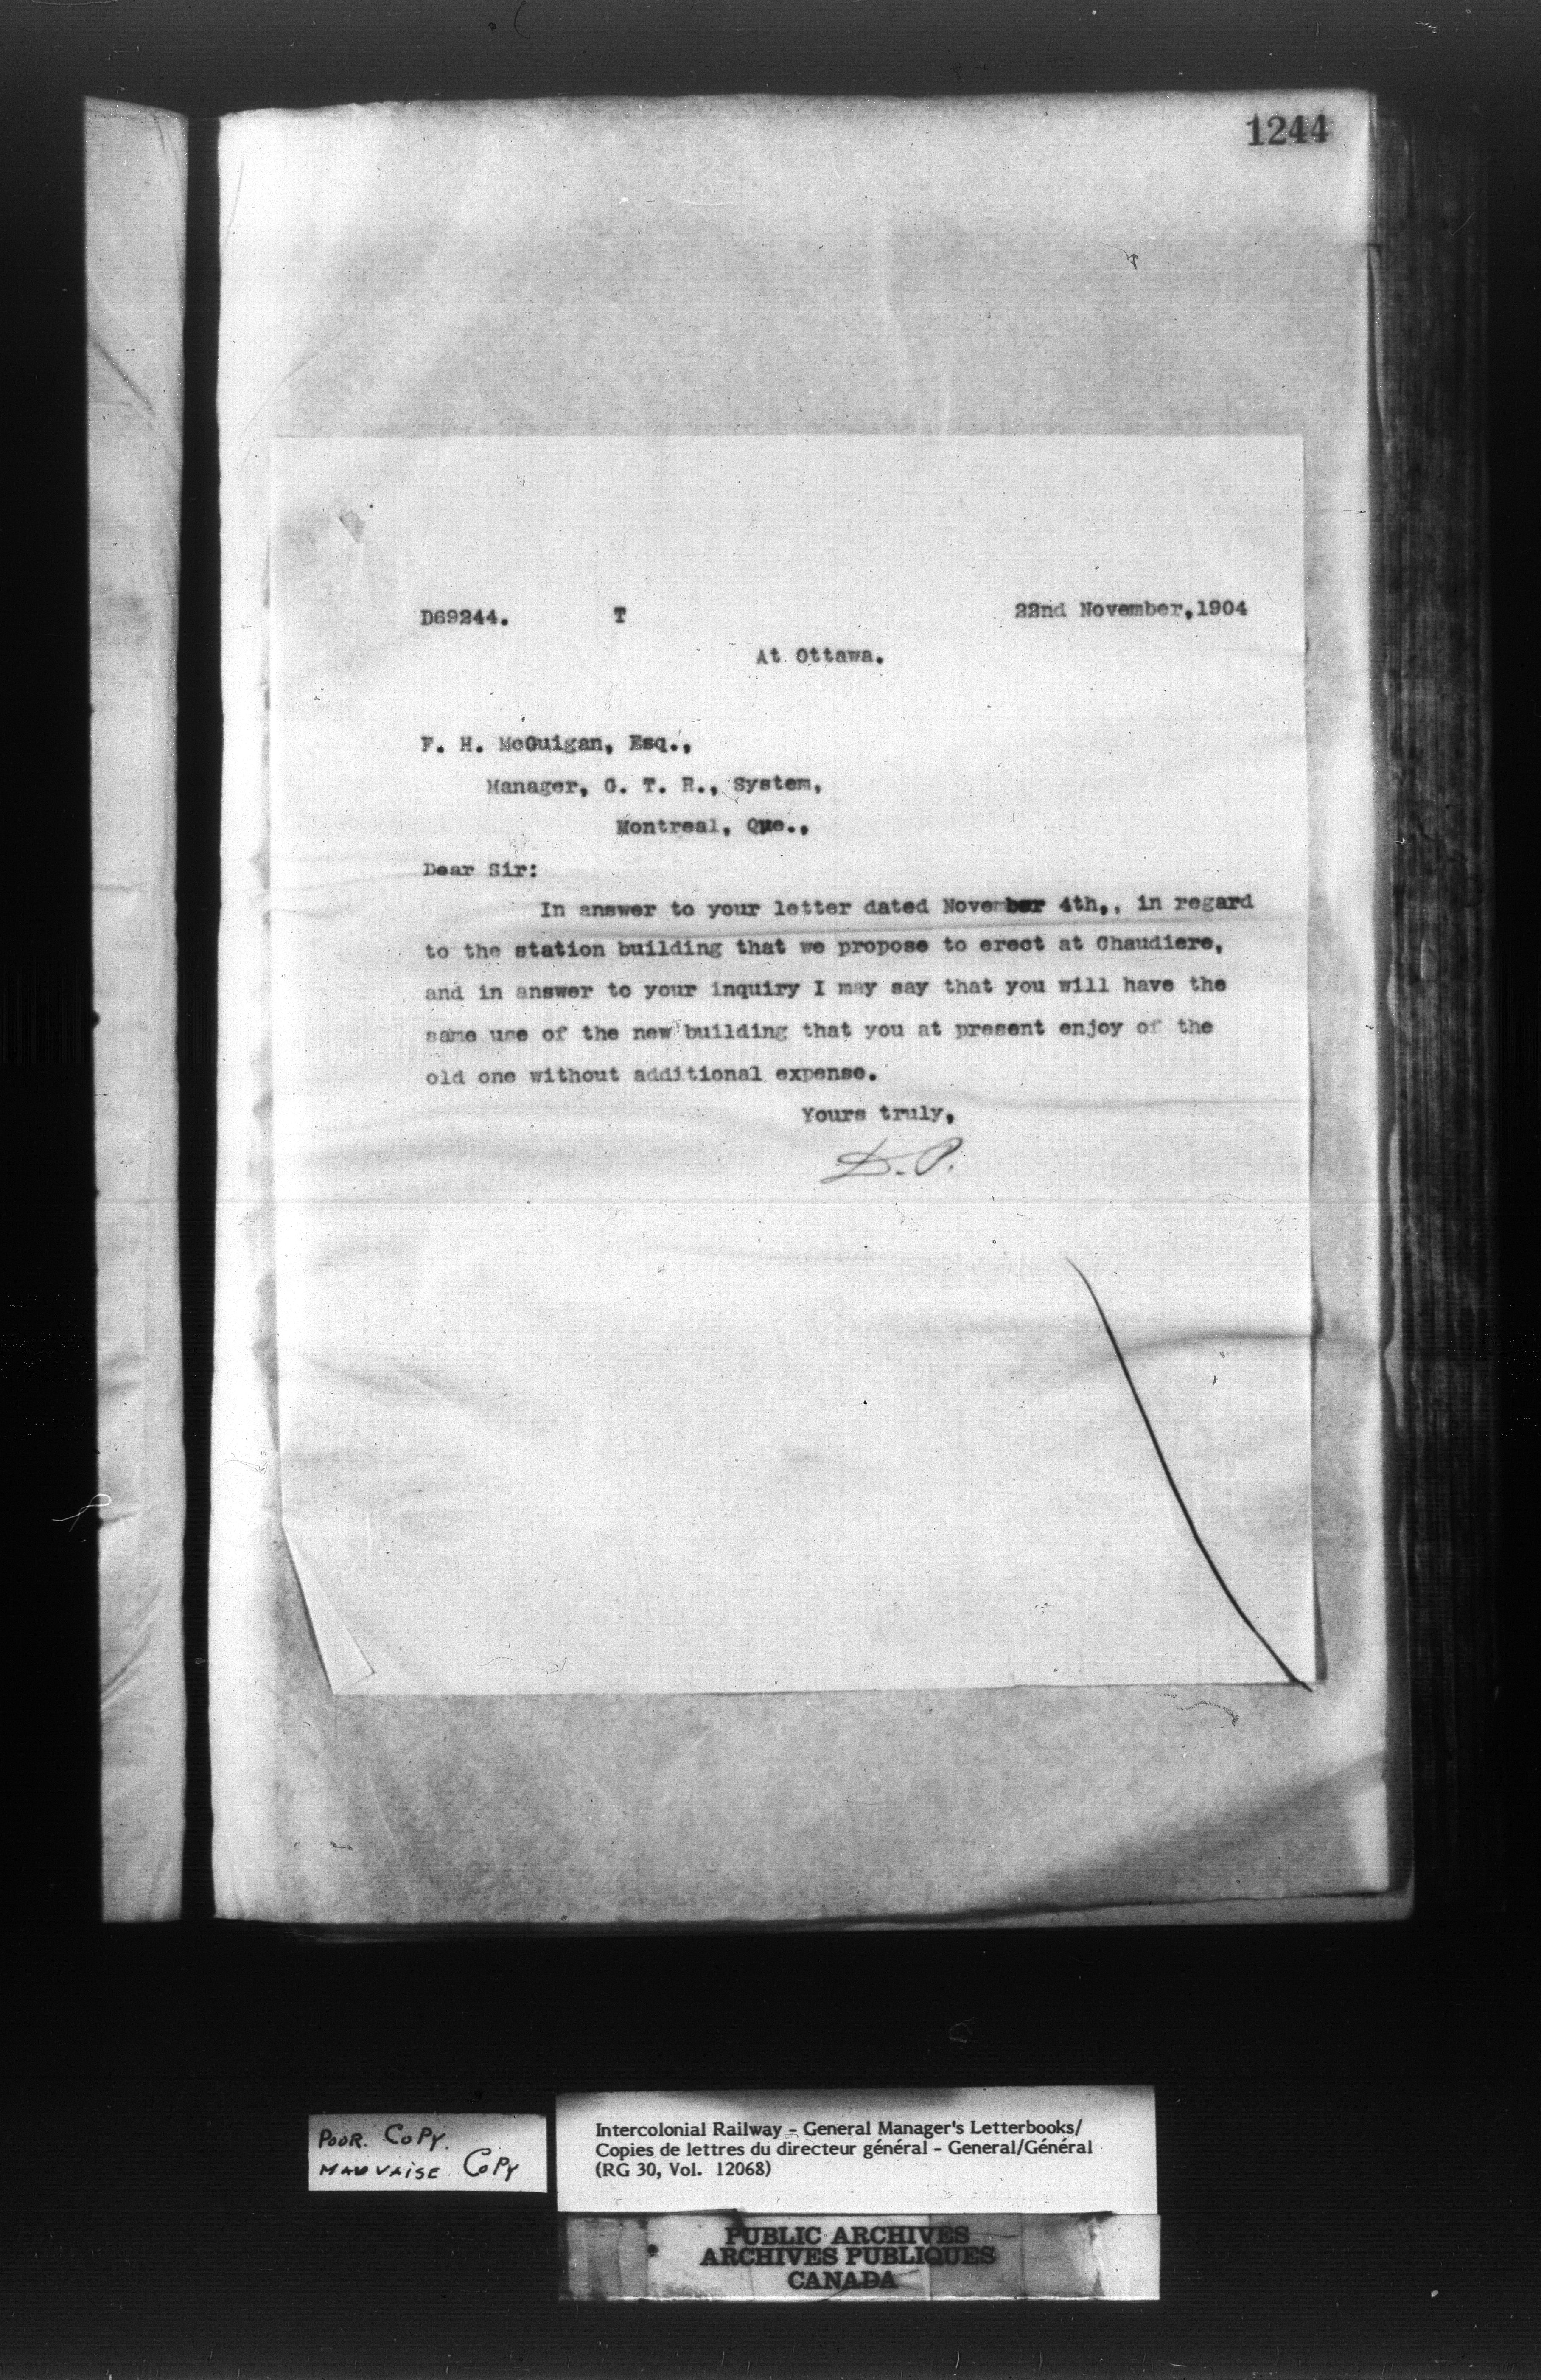 1244
D69244. T 22nd November, 1904
At Ottawa.
F. H. McGuigan, Esq.,
Manager, G. T. R., System,
Montreal, Que.,
Dear Sir:
In answer to your letter dated November 4th,, in regard
to the station building that we propose to erect at Chaudiere,
and in answer to your inquiry I may say that you will have the
same use of the new building that you at present enjoy of the
old one without additional expense.
Yours truly,
D.P.
POOR. COPY.
MAUVAISE COPY
Intercolonial Railway - General Manager's Letterbooks/
Copies de lettres du directeur général - General/Général
(RG 30, Vol. 12068)
PUBLIC ARCHIVES
ARCHIVES PUBLIQUES
CANADA